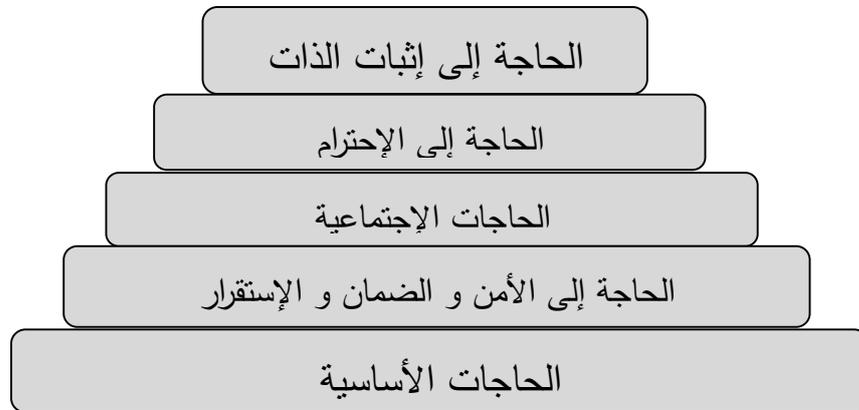 الحاجة إلى إثبات الذات
الحاجة إلى الإحترام
الحاجات الإجتماعية
الحاجة إلى الأمن و الضمان و الإستقرار
الحاجات الأساسية